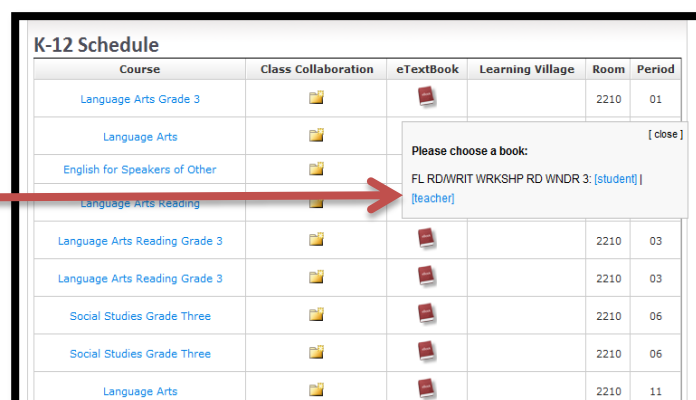 K-12 Schedule
Course Class Collaboration eTextBook Learning Village Room Period
Language Arts Grade 3 2210 01
Language Arts
[ close ]
Please choose a book:
English for Speakers of Other
FL RD/WRIT WRKSHP RD WNDR 3: [student] |
[teacher]
Language Arts Reading
Language Arts Reading Grade 3 2210 03
Language Arts Reading Grade 3 2210 03
Social Studies Grade Three 2210 06
Social Studies Grade Three 2210 06
Language Arts 2210 11